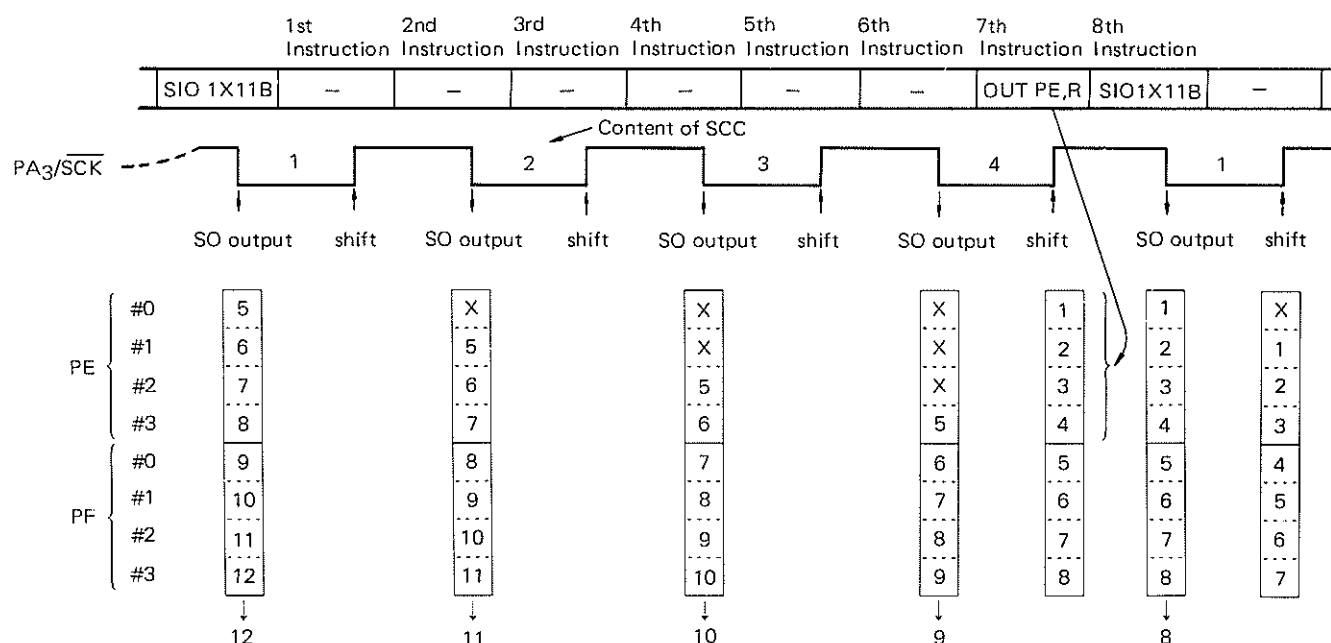 1st 2nd 3rd 4th 5th 6th 7th 8th
Instruction Instruction Instruction Instruction Instruction Instruction Instruction Instruction
SIO 1X11B – – – – – – OUT PE,R SIO1X11B –
Content of SCC
PA3/SCK 1 2 3 4 1
SO output shift SO output shift SO output shift SO output shift SO output shift
PE
#0 5 X X X 1 1 X
#1 6 5 X X 2 2 1
#2 7 6 5 X 3 3 2
#3 8 7 6 5 4 4 3
PF
#0 9 8 7 6 5 5 4
#1 10 9 8 7 6 6 5
#2 11 10 9 8 7 7 6
#3 12 11 10 9 8 8 7
12 11 10 9 8